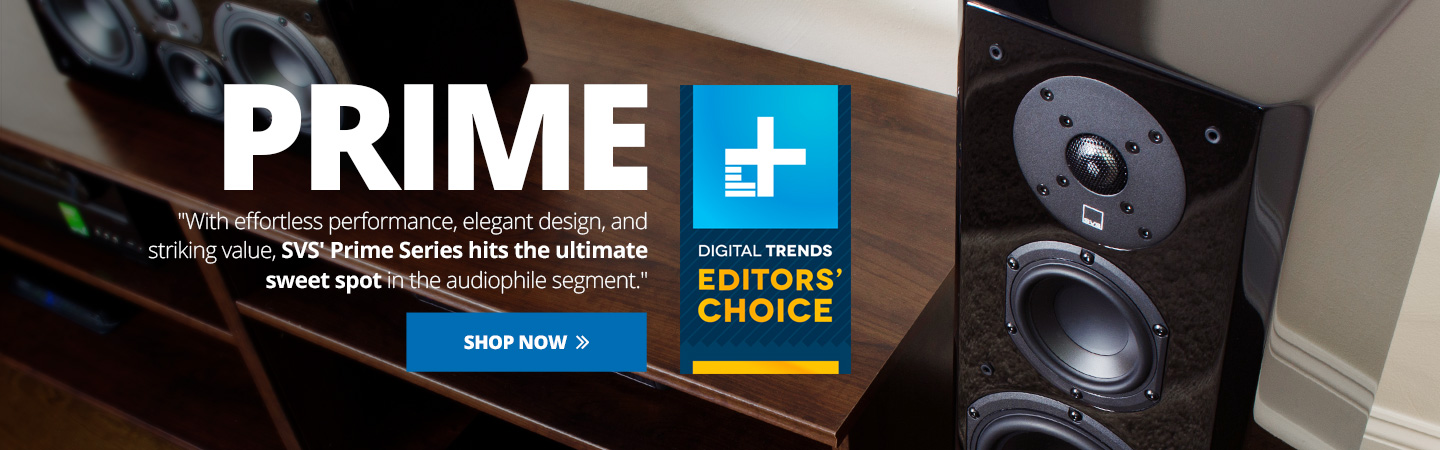 PRIME
"With effortless performance, elegant design, and
striking value, SVS' Prime Series hits the ultimate
sweet spot in the audiophile segment."
SHOP NOW
DIGITAL TRENDS
EDITORS'
CHOICE
SVS